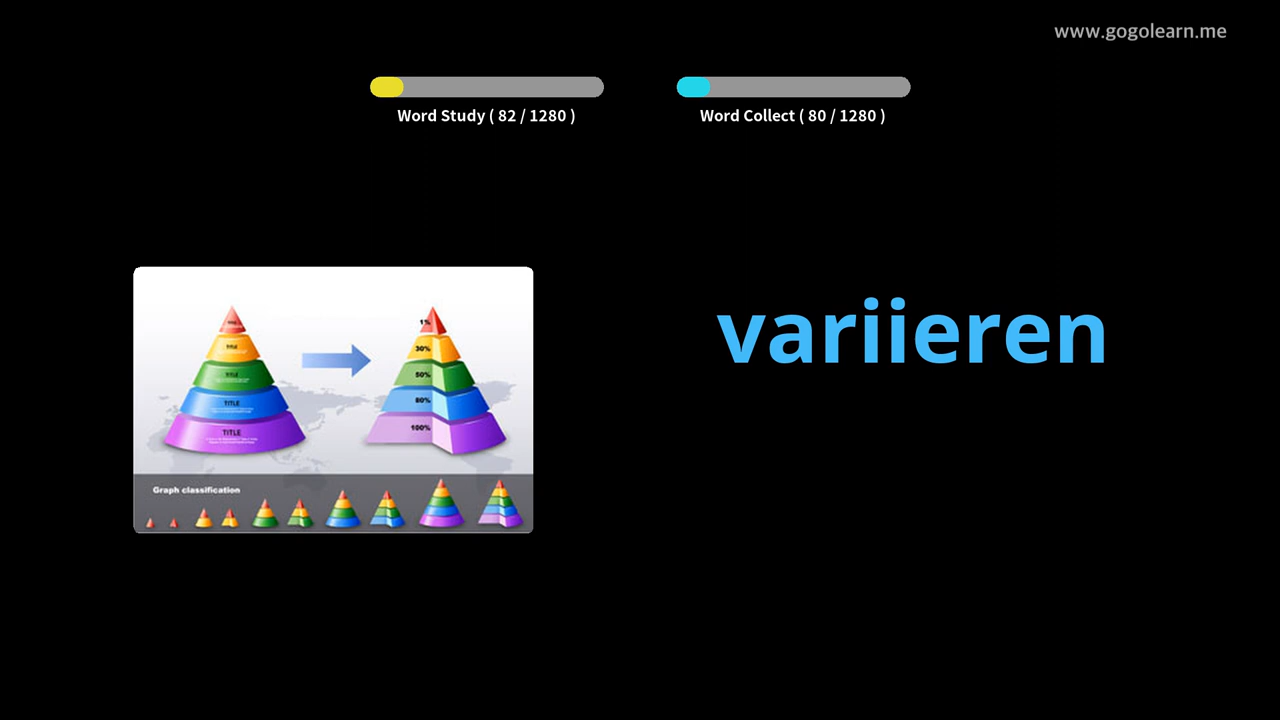 www.gogolearn.me
Word Study ( 82 / 1280 )
Word Collect ( 80 / 1280 )
variieren
TITLE
TITLE
TITLE
TITLE
1%
30%
50%
80%
100%
Graph classification